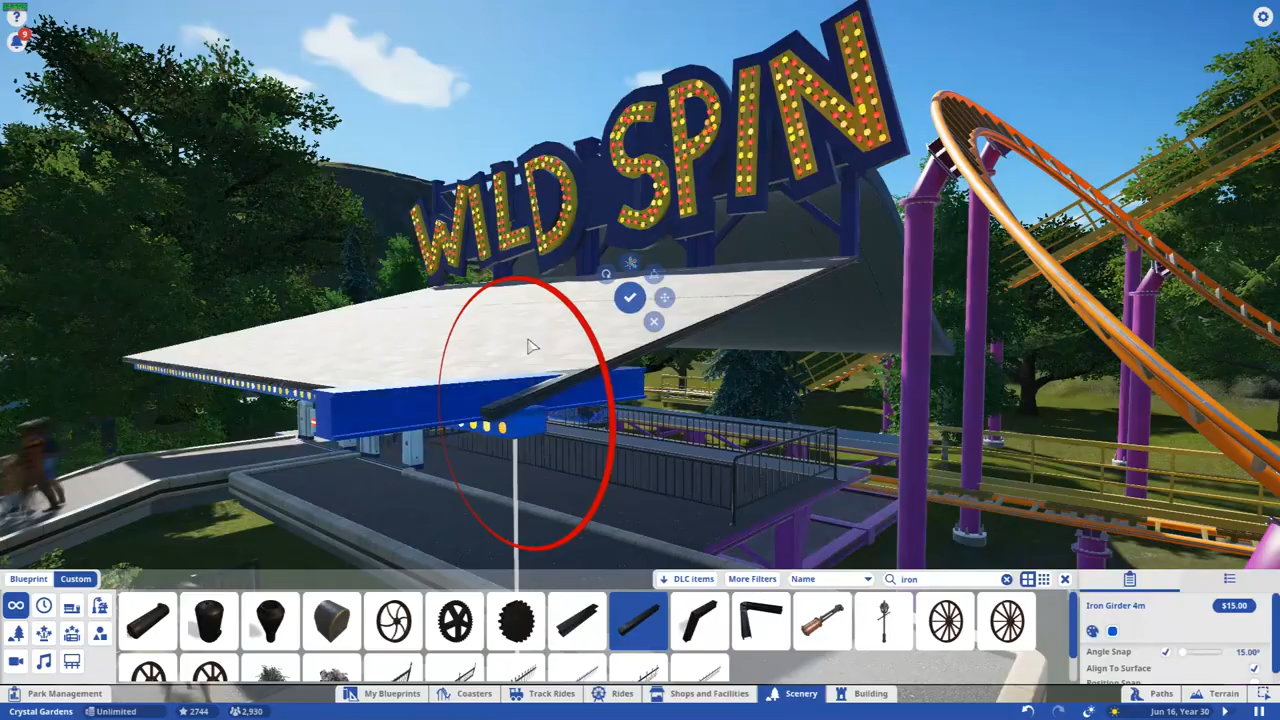 ?
9
WILD SPIN
Blueprint
Custom
DLC items
More Filters
Name
iron
Iron Girder 4m
$15.00
Angle Snap
15.00°
Align To Surface
Park Management
My Blueprints
Coasters
Track Rides
Rides
Shops and Facilities
Scenery
Building
Paths
Terrain
Crystal Gardens
Unlimited
2744
2,930
Jun 16, Year 30